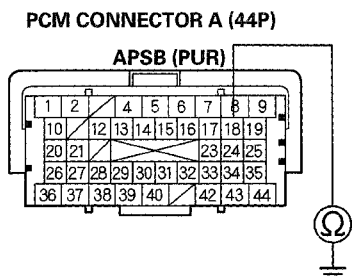 PCM CONNECTOR A (44P)
APSB (PUR)
1 2 4 5 6 7 8 9
10 12 13 14 15 16 17 18 19
20 21 23 24 25
26 27 28 29 30 31 32 33 34 35
36 37 38 39 40 42 43 44
Ω